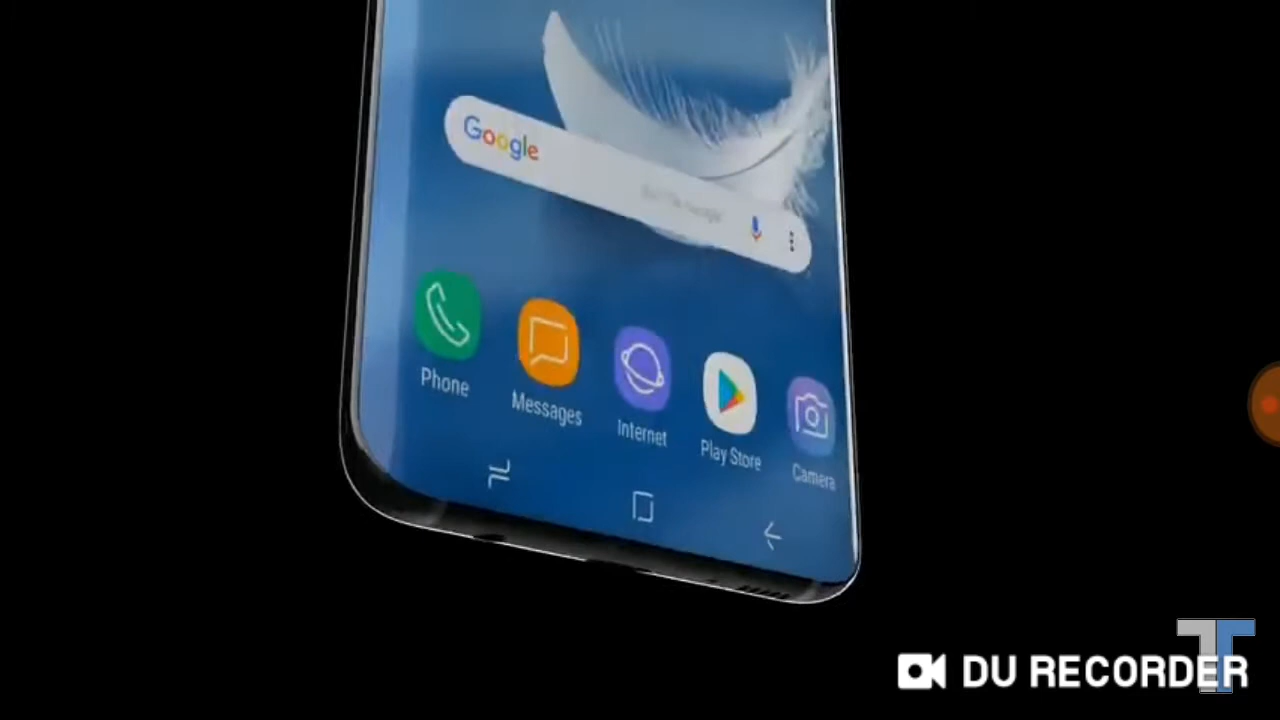 Google
Phone
Messages
Internet
Play Store
Camera
DU RECORDER